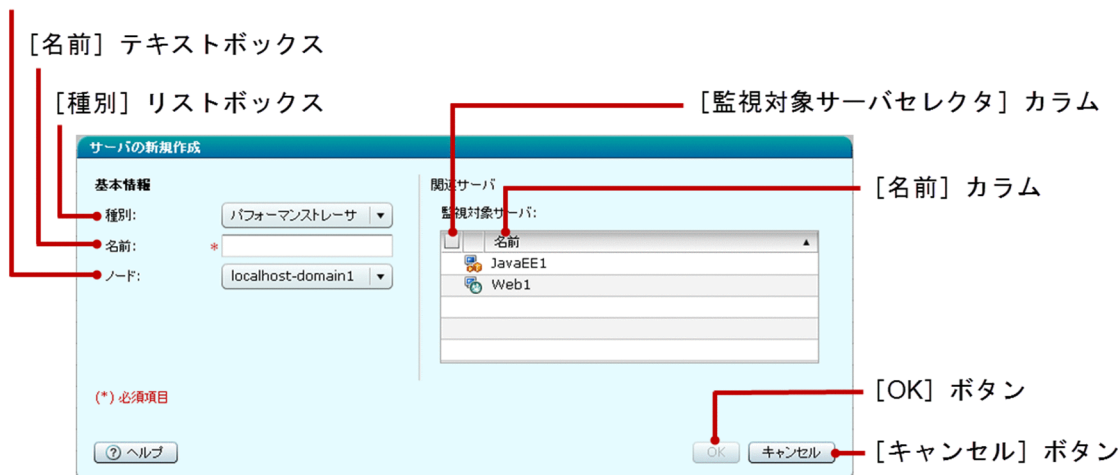 ［名前］テキストボックス
［種別］リストボックス
［監視対象サーバセレクタ］カラム
サーバの新規作成
基本情報
関連サーバ
［名前］カラム
種別:
パフォーマンストレーサ
監視対象サーバ:
名前:
*
名前
ノード:
localhost-domain1
JavaEE1
Web1
(*) 必須項目
［OK］ボタン
ヘルプ
OK
キャンセル
［キャンセル］ボタン